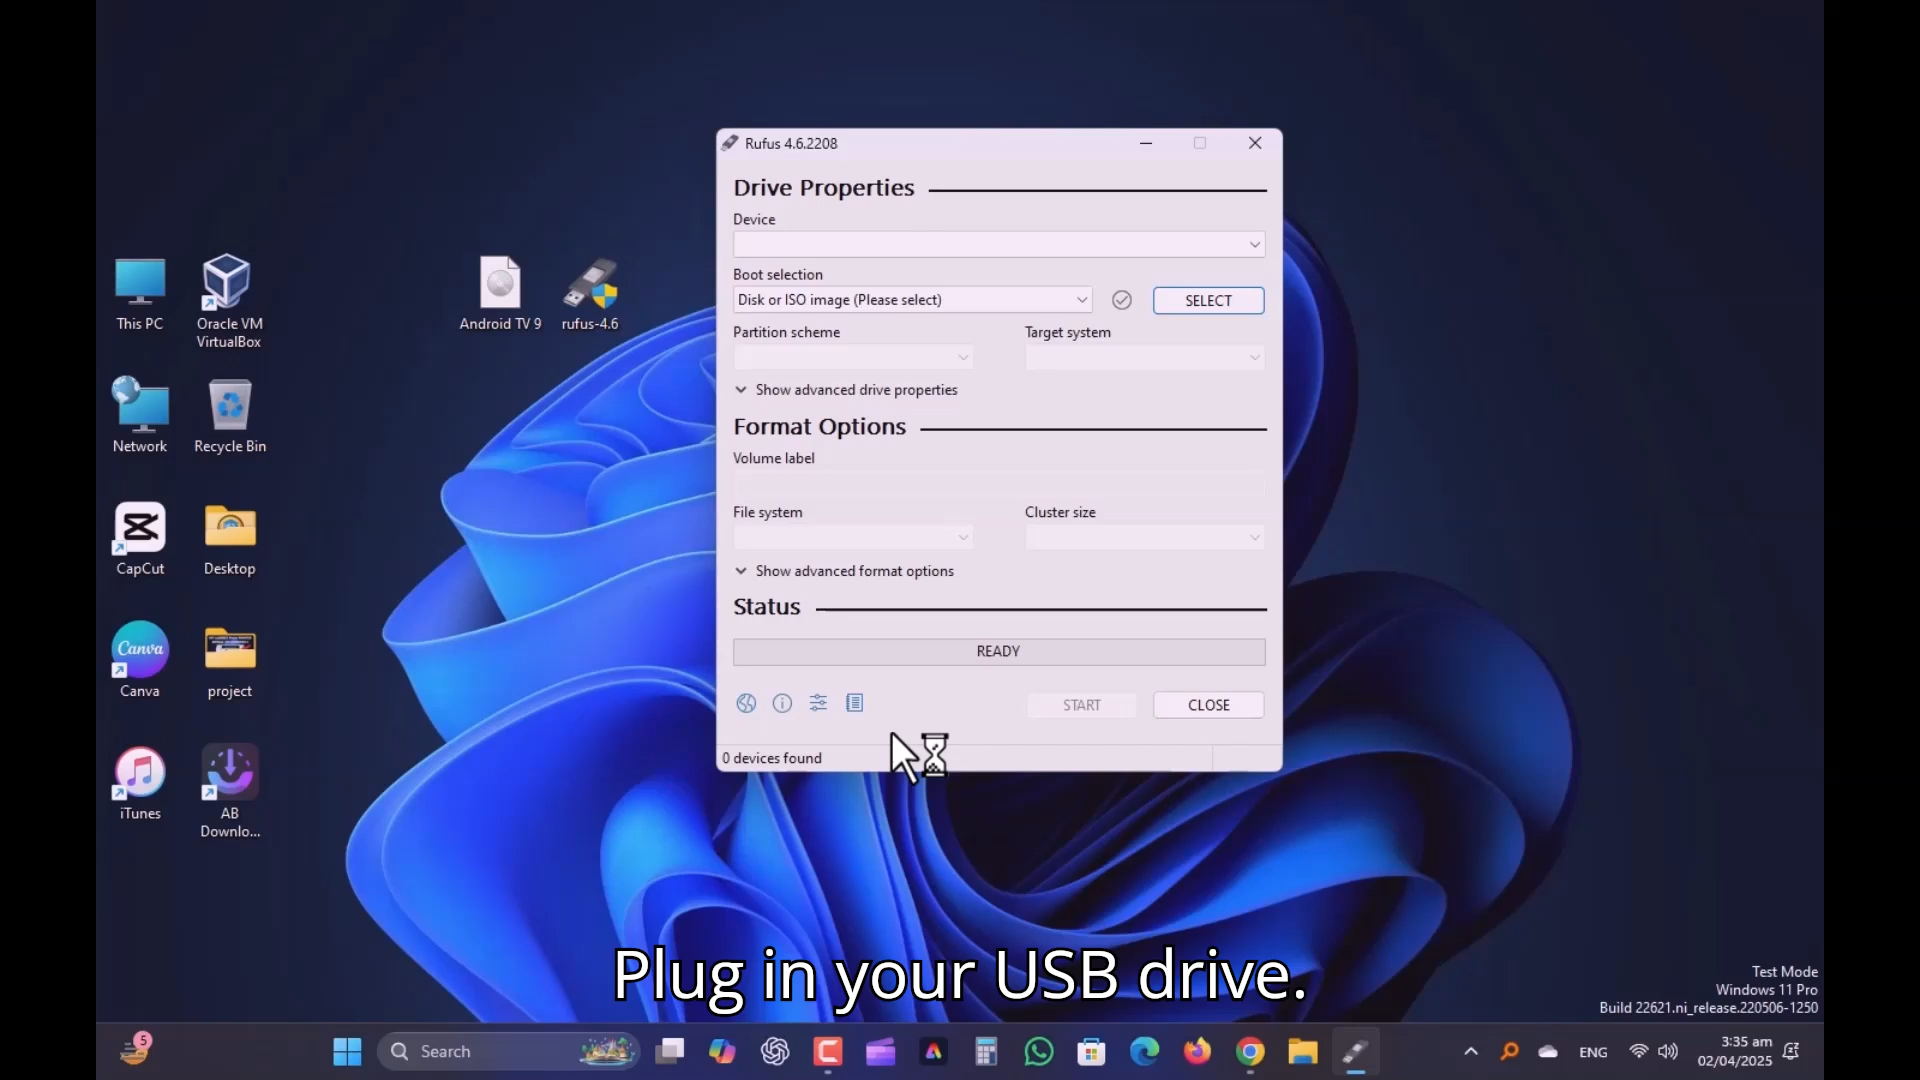 Rufus 4.6.2208
Drive Properties
Device
Boot selection
Disk or ISO image (Please select)
SELECT
Partition scheme
Target system
Show advanced drive properties
Format Options
Volume label
File system
Cluster size
Show advanced format options
Status
READY
START
CLOSE
0 devices found
This PC
Oracle VM
VirtualBox
Android TV 9
rufus-4.6
Network
Recycle Bin
CapCut
Desktop
Canva
Canva
project
iTunes
AB
Downlo...
Plug in your USB drive.
Test Mode
Windows 11 Pro
Build 22621.ni_release.220506-1250
5
Search
ENG
3:35 am
02/04/2025